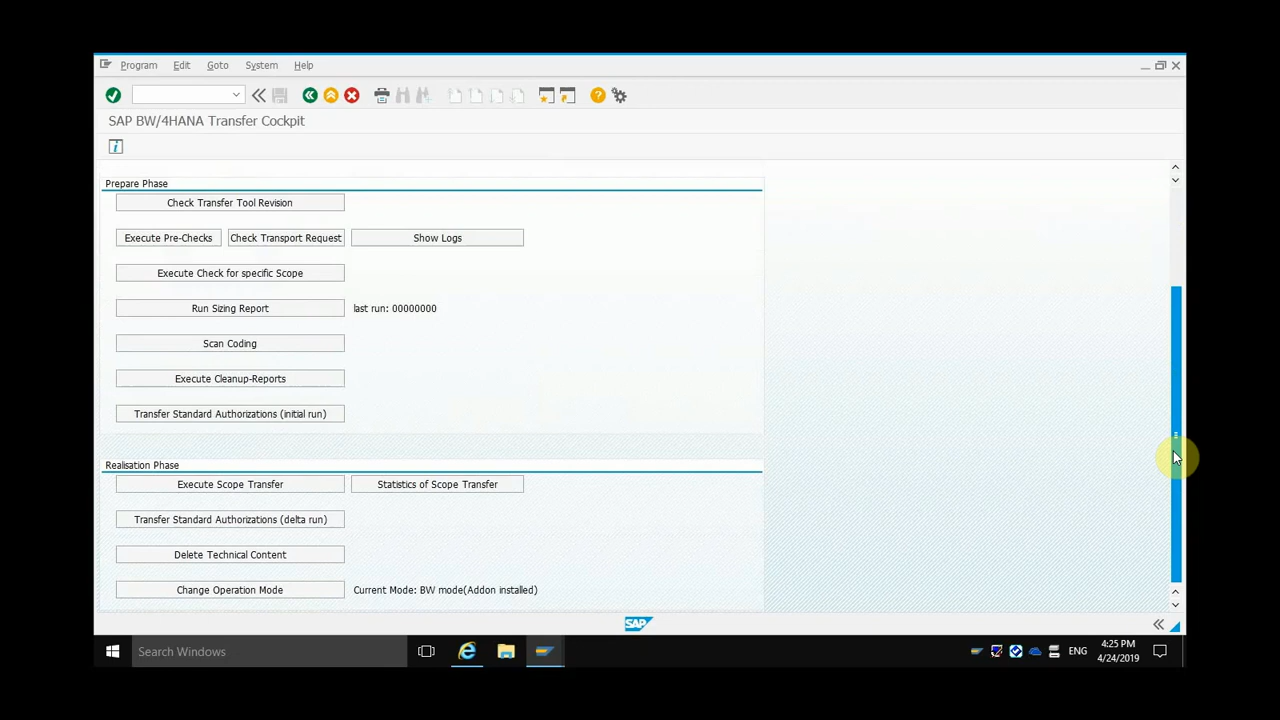 Program Edit Goto System Help
SAP BW/4HANA Transfer Cockpit
Prepare Phase
Check Transfer Tool Revision
Execute Pre-Checks Check Transport Request Show Logs
Execute Check for specific Scope
Run Sizing Report last run: 00000000
Scan Coding
Execute Cleanup-Reports
Transfer Standard Authorizations (initial run)
Realisation Phase
Execute Scope Transfer Statistics of Scope Transfer
Transfer Standard Authorizations (delta run)
Delete Technical Content
Change Operation Mode Current Mode: BW mode(Addon installed)
SAP
Search Windows ENG 4:25 PM
4/24/2019